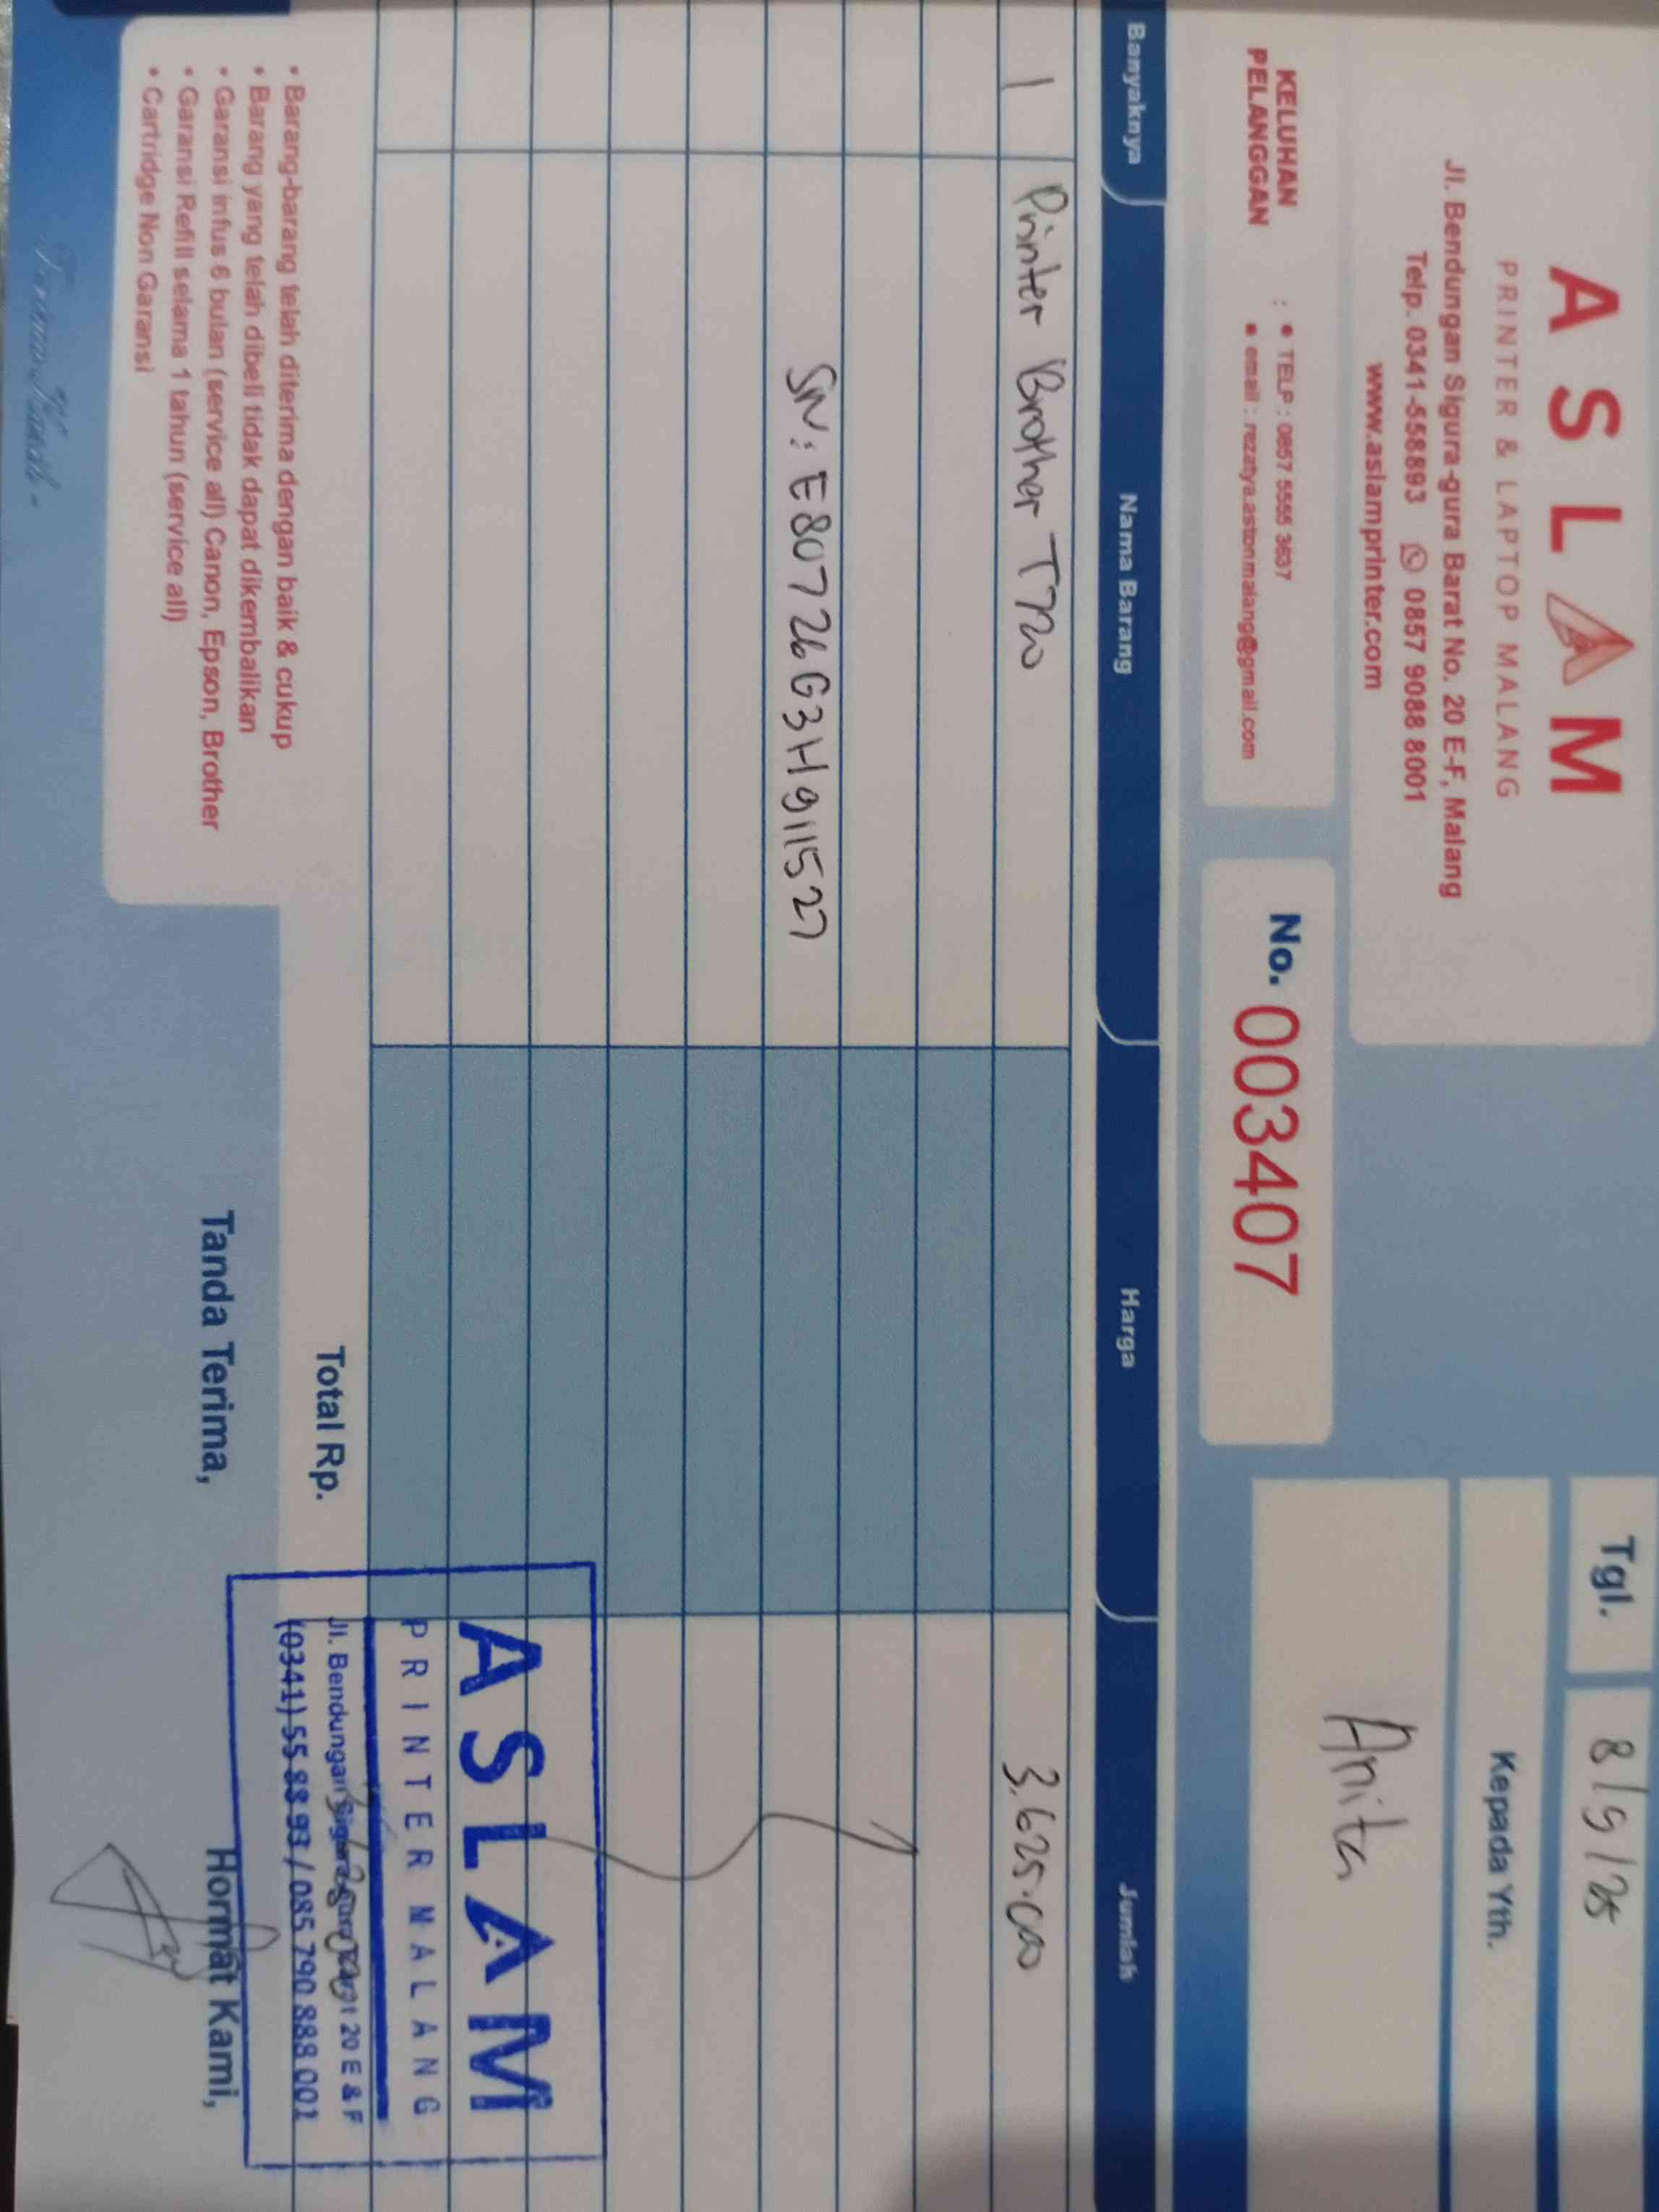 ASLAM
PRINTER & LAPTOP MALANG
Jl. Bendungan Sigura-gura Barat No. 20 E-F, Malang
Telp. 0341-558893 0857 9088 8001
www.aslamprinter.com
KELUHAN PELANGGAN : • TELP : 0857 5555 3637
• email : rezatya.astonmalang@gmail.com
No. 003407
Tgl. 8/9/25
Kepada Yth.
Anita
Banyaknya Nama Barang Harga Jumlah
1 Printer Brother T720 3.625.000
SN: E80726G3H911527
Total Rp.
ASLAM
PRINTER MALANG
Jl. Bendungan Sigura-gura Barat 20 E & F
(0341) 55 88 93 / 085 790 888 001
• Barang-barang telah diterima dengan baik & cukup
• Barang yang telah dibeli tidak dapat dikembalikan
• Garansi infus 6 bulan (service all) Canon, Epson, Brother
• Garansi Refill selama 1 tahun (service all)
• Cartridge Non Garansi
Tanda Terima,
Hormat Kami,
Terima Kasih -